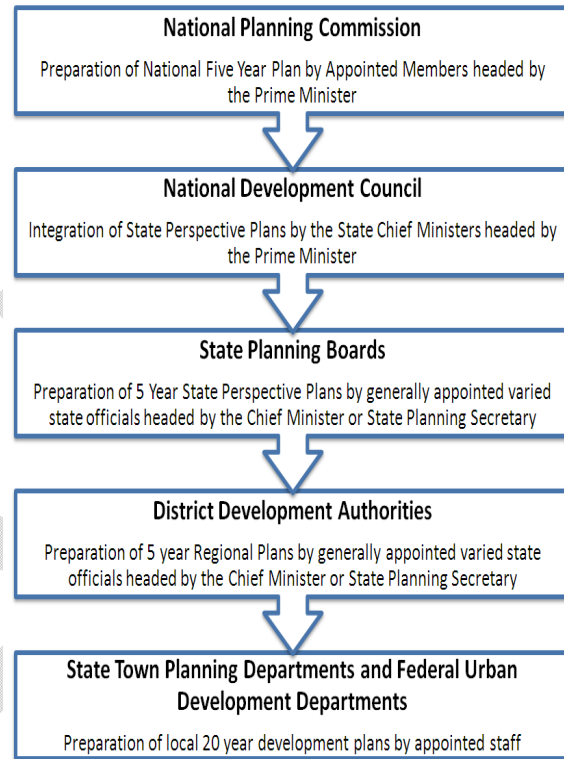 National Planning Commission
Preparation of National Five Year Plan by Appointed Members headed by
the Prime Minister
National Development Council
Integration of State Perspective Plans by the State Chief Ministers headed by
the Prime Minister
State Planning Boards
Preparation of 5 Year State Perspective Plans by generally appointed varied
state officials headed by the Chief Minister or State Planning Secretary
District Development Authorities
Preparation of 5 year Regional Plans by generally appointed varied state
officials headed by the Chief Minister or State Planning Secretary
State Town Planning Departments and Federal Urban
Development Departments
Preparation of local 20 year development plans by appointed staff